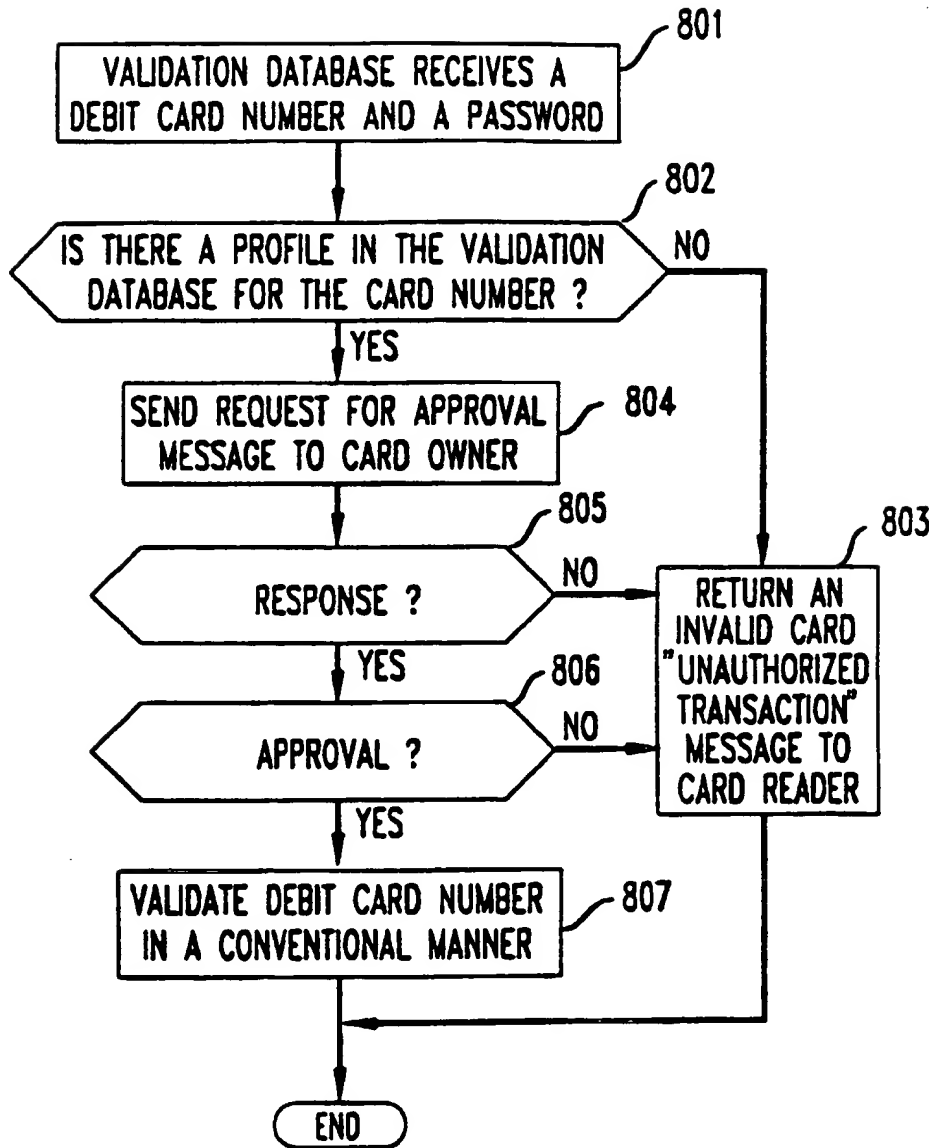 801
VALIDATION DATABASE RECEIVES A
DEBIT CARD NUMBER AND A PASSWORD
802
IS THERE A PROFILE IN THE VALIDATION
DATABASE FOR THE CARD NUMBER ?
NO
YES
SEND REQUEST FOR APPROVAL
MESSAGE TO CARD OWNER
804
805
RESPONSE ?
NO
YES
803
RETURN AN
INVALID CARD
"UNAUTHORIZED
TRANSACTION"
MESSAGE TO
CARD READER
806
APPROVAL ?
NO
YES
VALIDATE DEBIT CARD NUMBER
IN A CONVENTIONAL MANNER
807
END